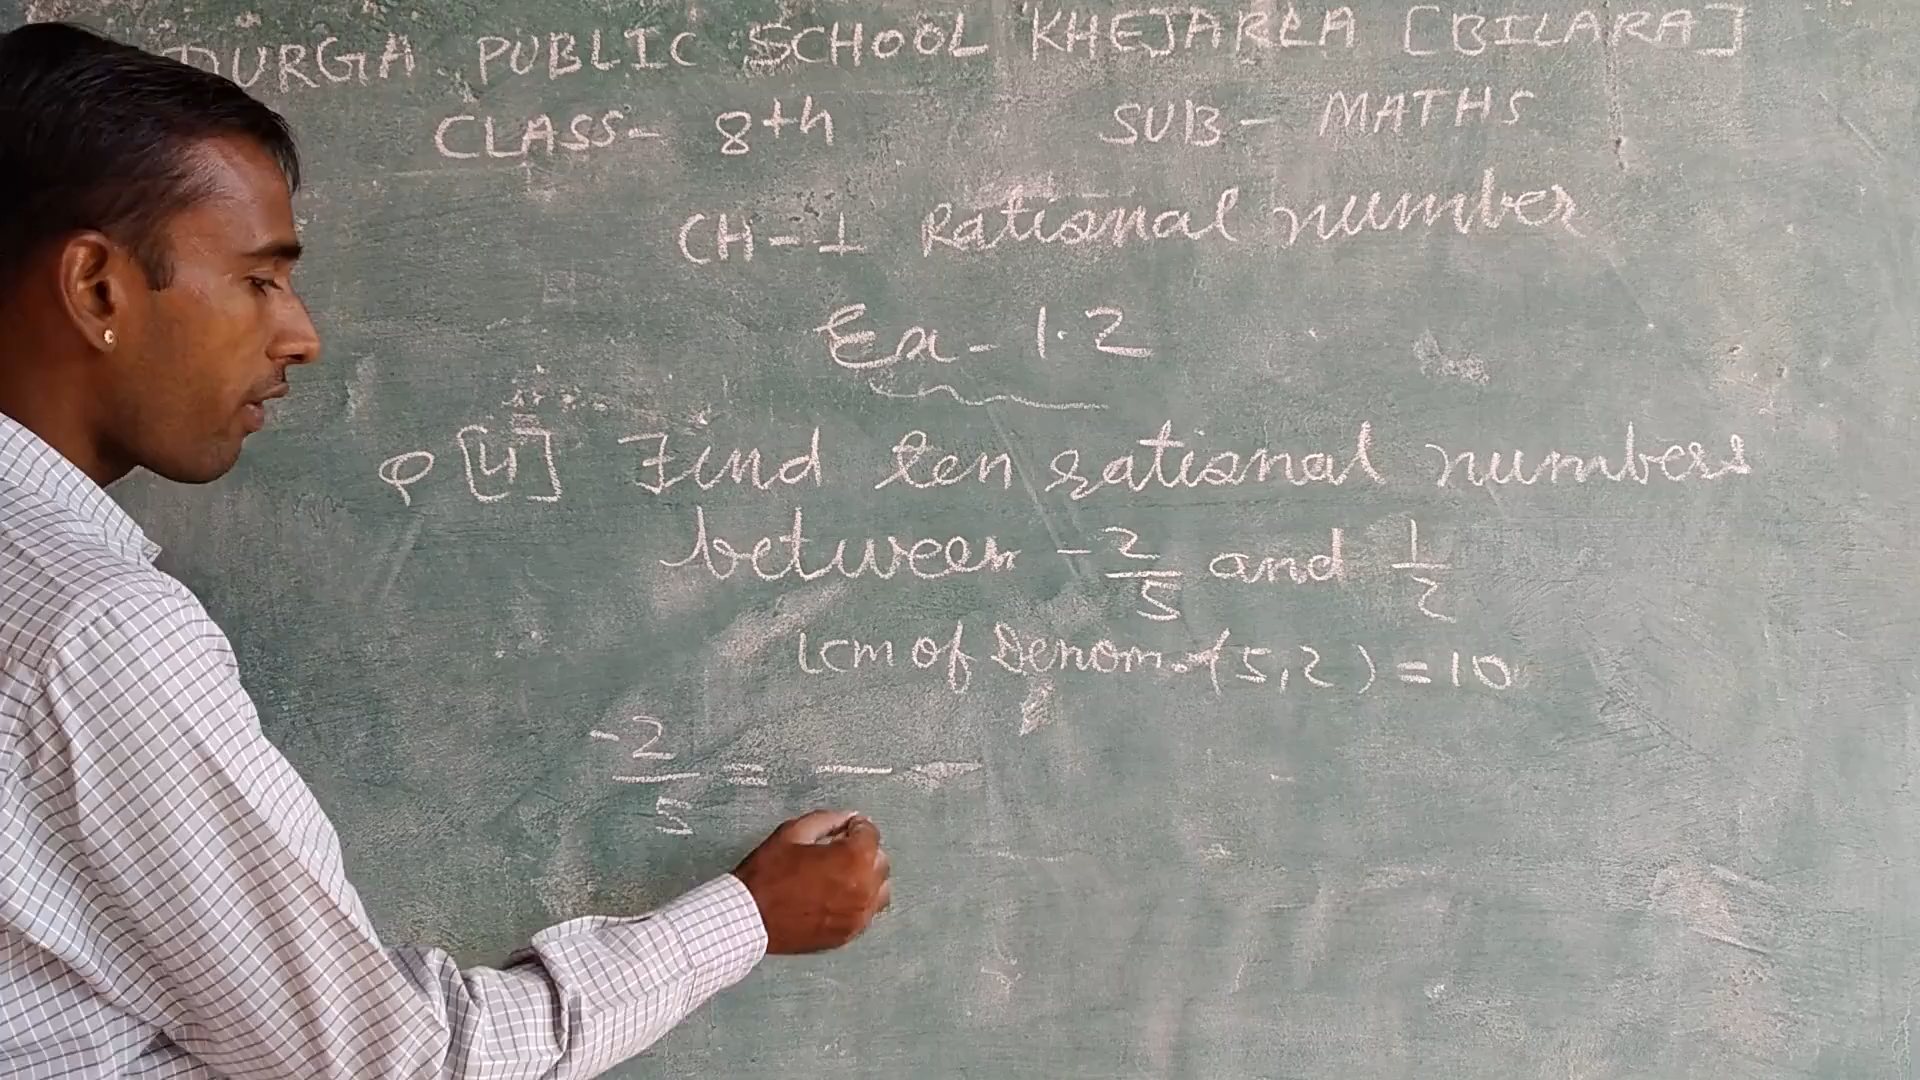 DURGA PUBLIC SCHOOL KHEJARLA [BILARA]
CLASS- 8th SUB- MATHS
CH-1 Rational number
Ex-1.2
Q[4] Find ten rational numbers
between -2/5 and 1/2
LCM of Denom. (5,2) = 10
-2/5 =